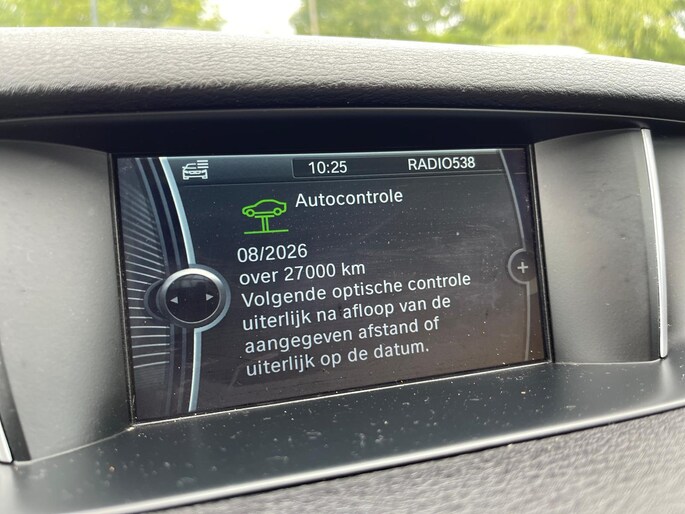 10:25 RADIO538
Autocontrole
08/2026
over 27000 km
Volgende optische controle
uiterlijk na afloop van de
aangegeven afstand of
uiterlijk op de datum.